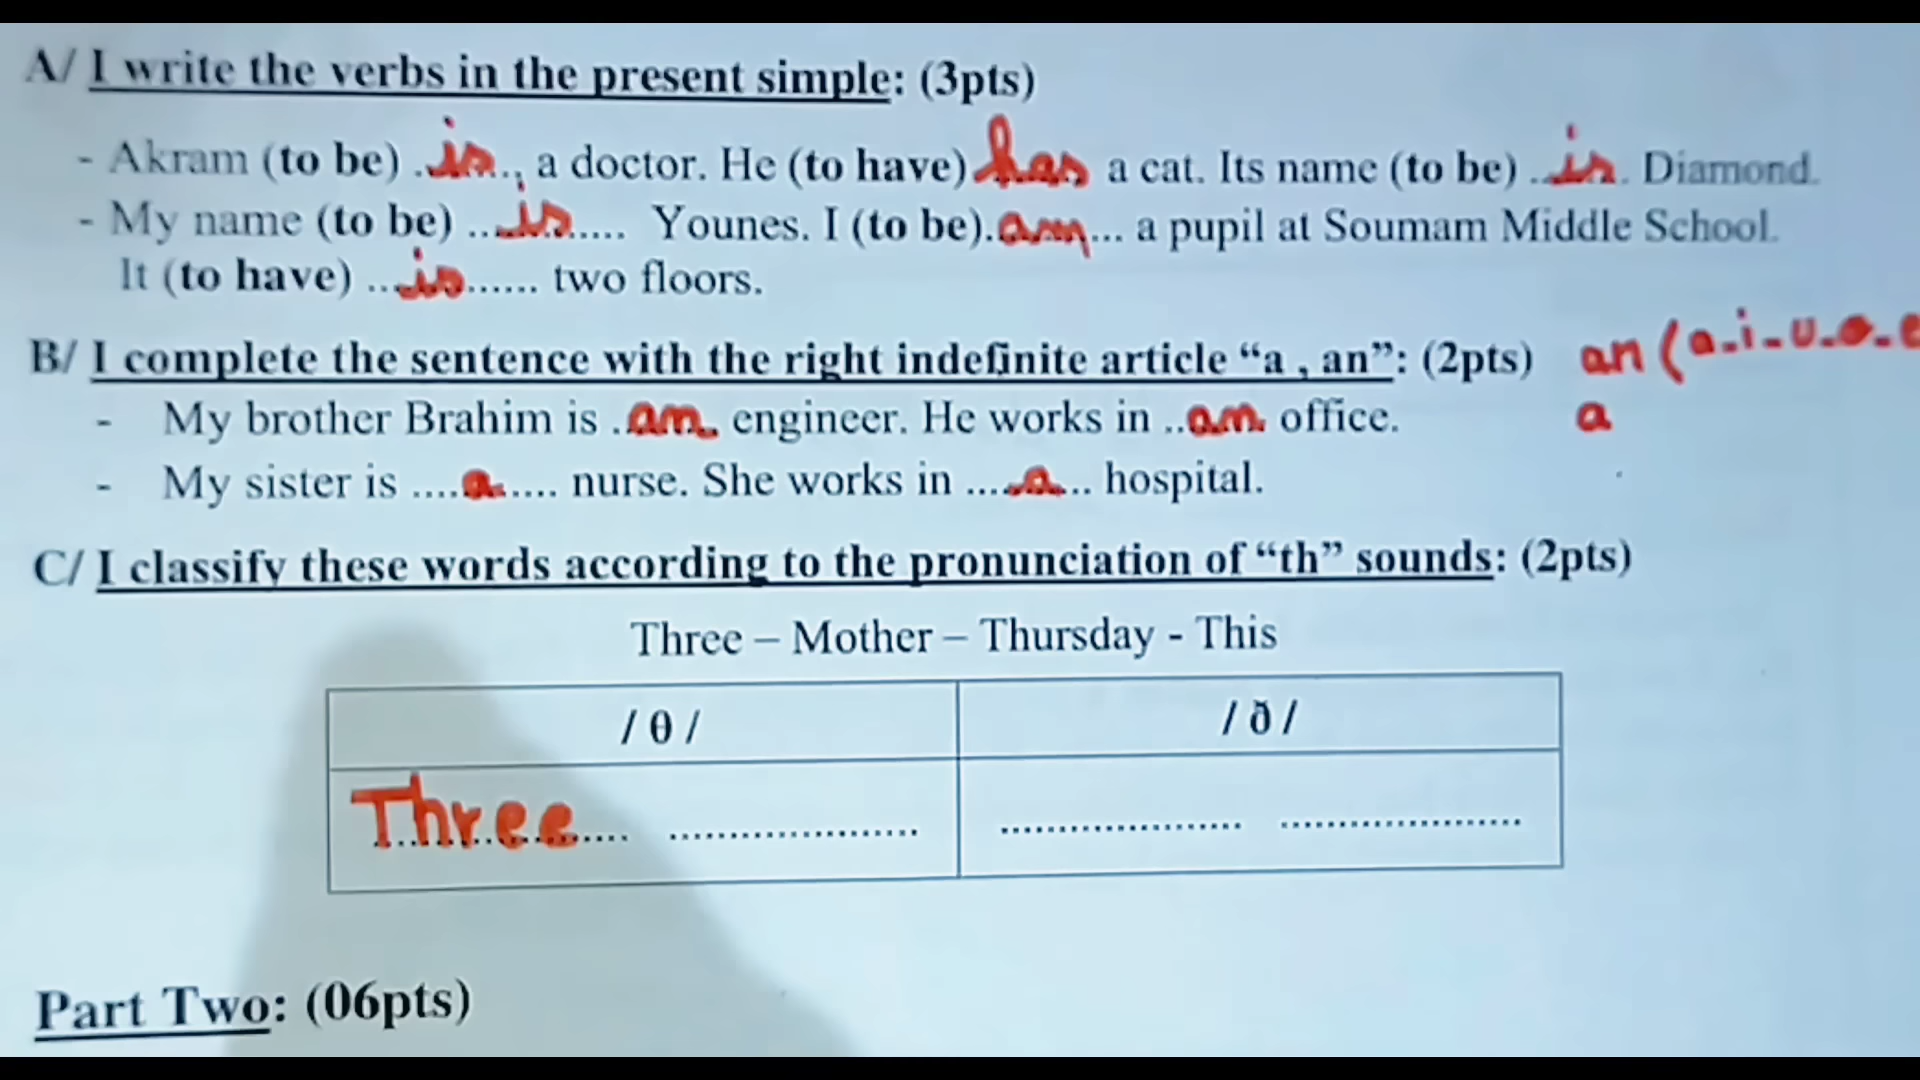 A/ I write the verbs in the present simple: (3pts)
- Akram (to be) .is.., a doctor. He (to have) has a cat. Its name (to be) ..is.. Diamond.
- My name (to be) ...is..... Younes. I (to be).am... a pupil at Soumam Middle School.
It (to have) ...is...... two floors.
B/ I complete the sentence with the right indefinite article “a , an”: (2pts) an (a-i-u-o-e
- My brother Brahim is .an. engineer. He works in ..an. office. a
- My sister is ....a.... nurse. She works in ....a.. hospital.
C/ I classify these words according to the pronunciation of “th” sounds: (2pts)
Three – Mother – Thursday - This
/ θ / / ð /
Three .................... .................... ....................
Part Two: (06pts)